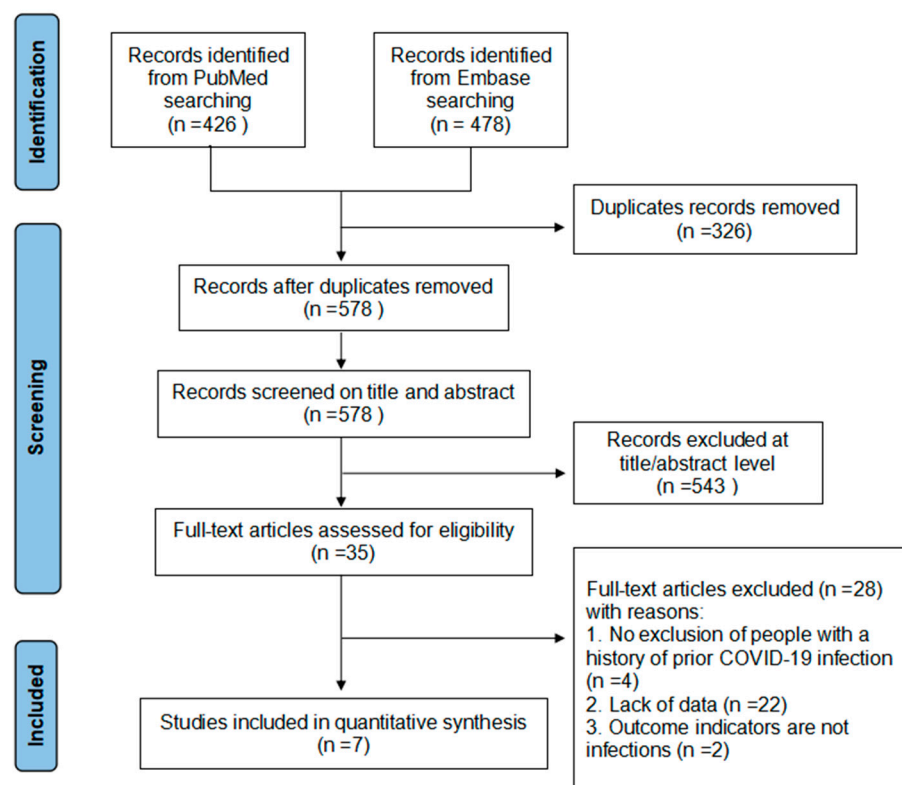 Identification
Records identified
from PubMed
searching
(n =426 )
Records identified
from Embase
searching
(n = 478)
Duplicates records removed
(n =326)
Screening
Records after duplicates removed
(n =578 )
Records screened on title and abstract
(n =578 )
Records excluded at
title/abstract level
(n =543 )
Full-text articles assessed for eligibility
(n =35)
Full-text articles excluded (n =28)
with reasons:
1. No exclusion of people with a
history of prior COVID-19 infection
(n =4)
2. Lack of data (n =22)
3. Outcome indicators are not
infections (n =2)
Included
Studies included in quantitative synthesis
(n =7)